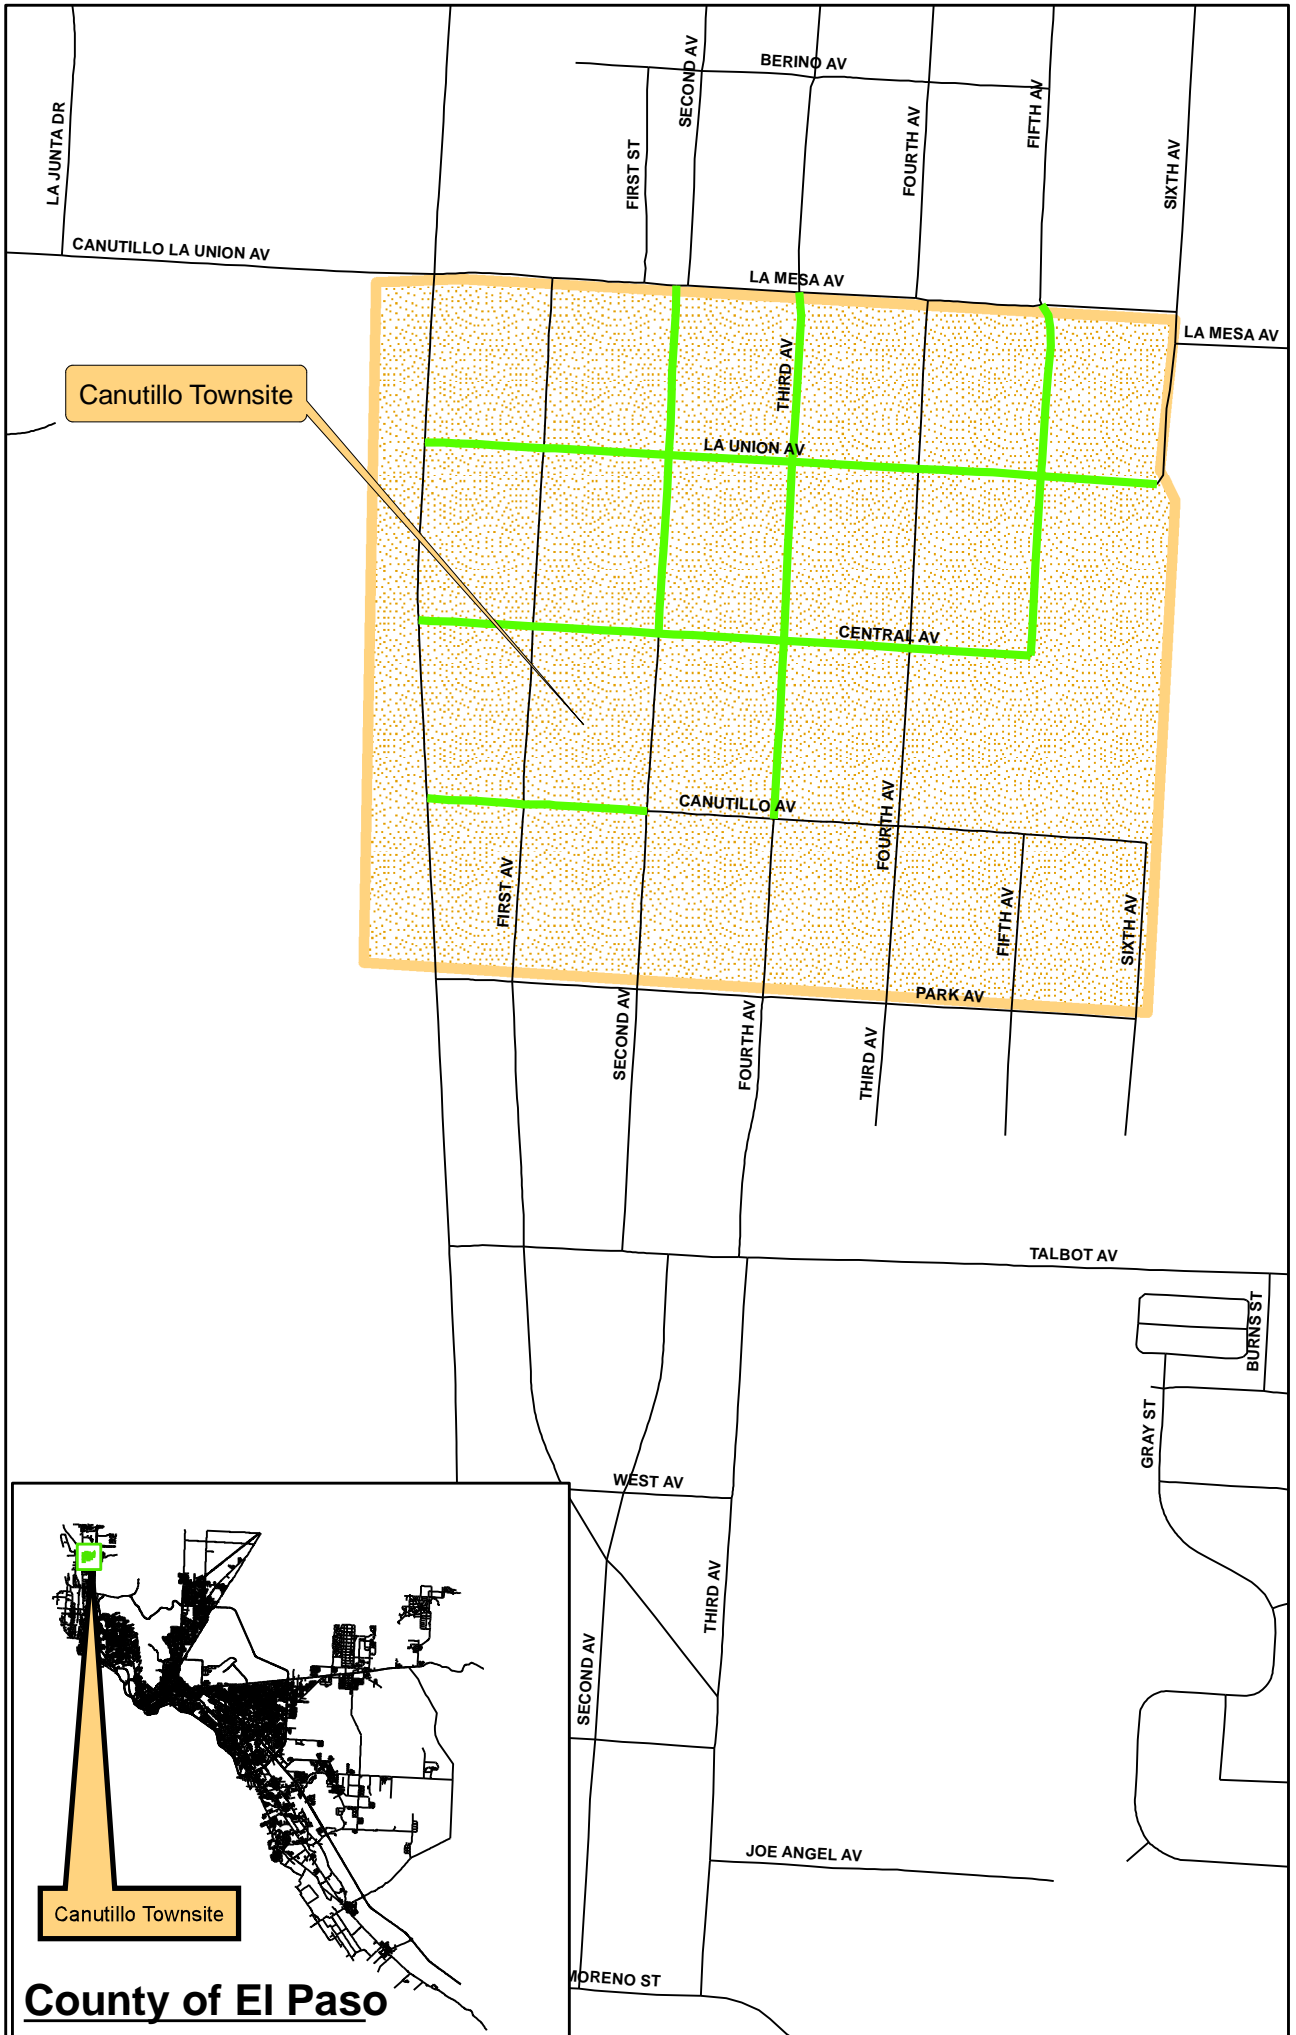 BERINO AV
SECOND AV
LA JUNTA DR
FIRST ST
FOURTH AV
FIFTH AV
SIXTH AV
CANUTILLO LA UNION AV
LA MESA AV
LA MESA AV
THIRD AV
Canutillo Townsite
LA UNION AV
CENTRAL AV
CANUTILLO AV
FOURTH AV
FIRST AV
FIFTH AV
SIXTH AV
PARK AV
SECOND AV
FOURTH AV
THIRD AV
TALBOT AV
BURNS ST
GRAY ST
WEST AV
THIRD AV
SECOND AV
JOE ANGEL AV
Canutillo Townsite
MORENO ST
County of El Paso